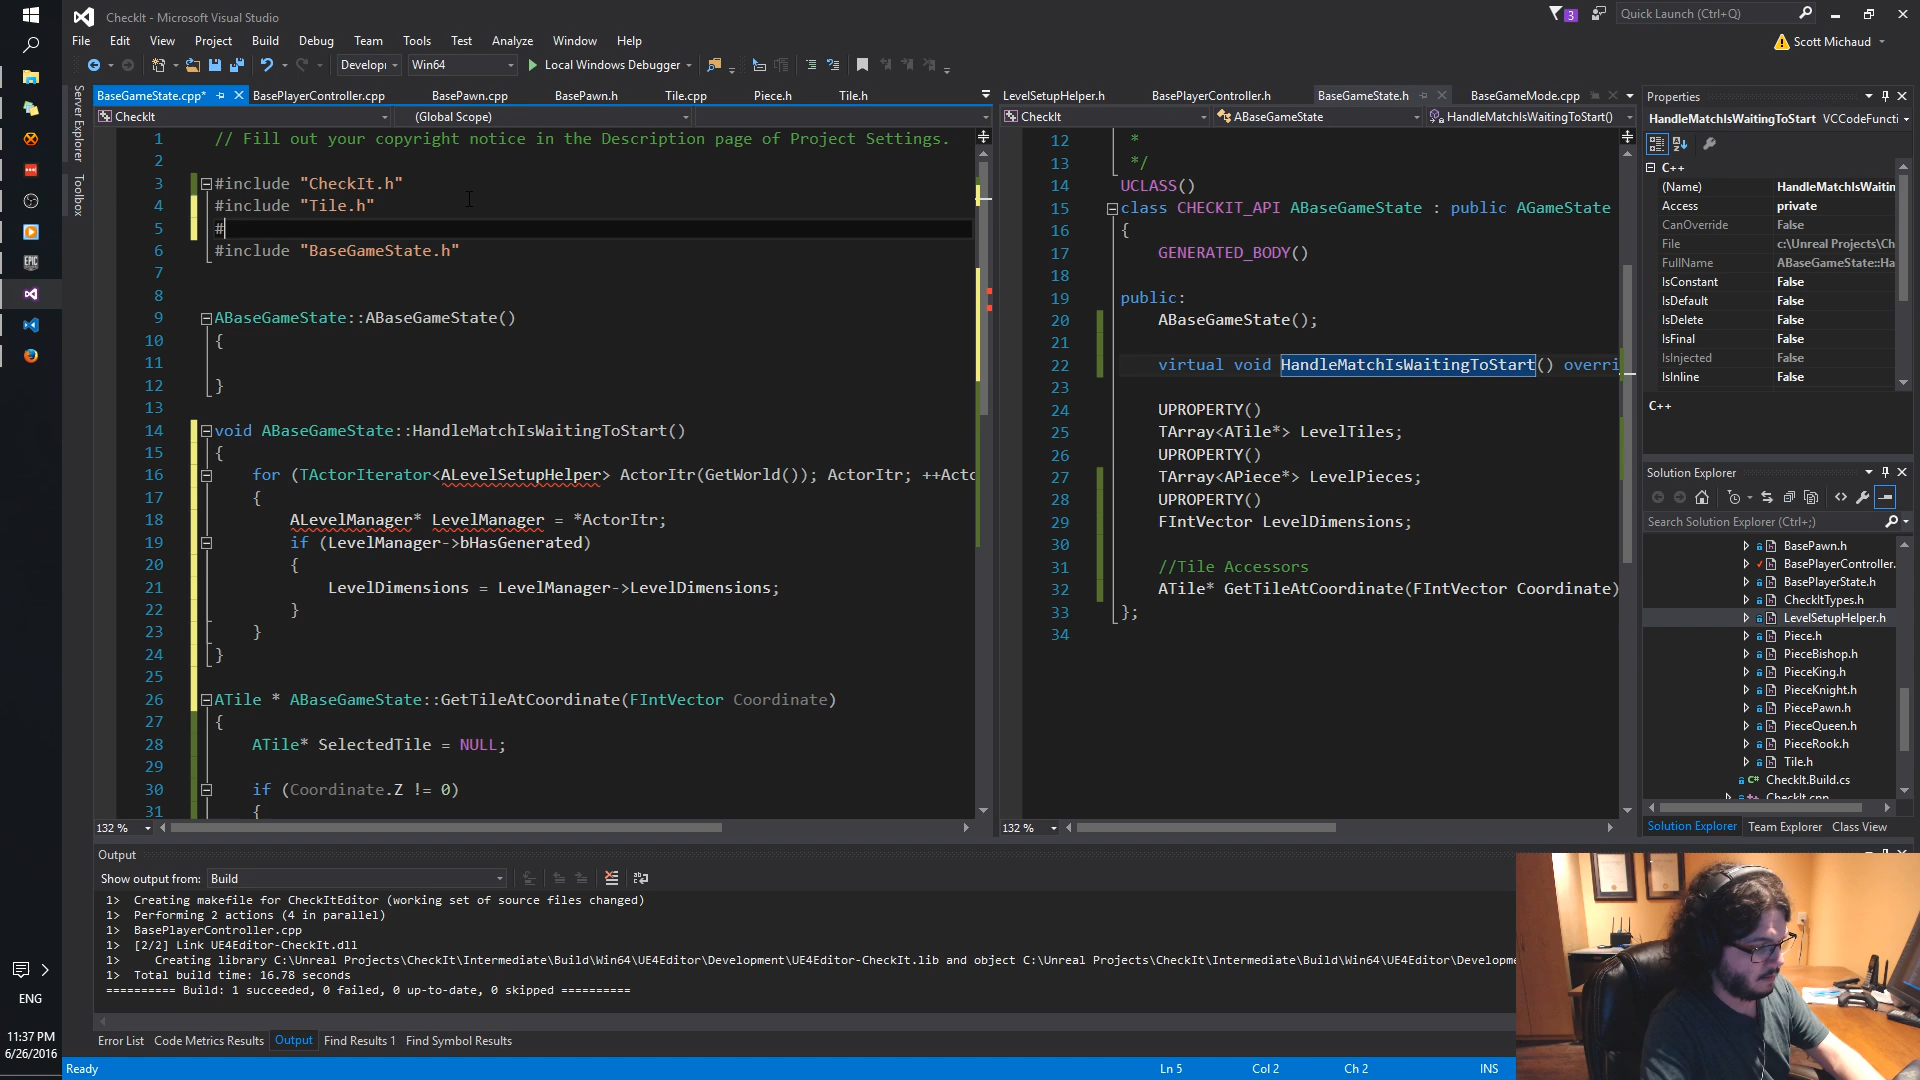 CheckIt - Microsoft Visual Studio
3
Quick Launch (Ctrl+Q)
File Edit View Project Build Debug Team Tools Test Analyze Window Help
Scott Michaud
Developı Win64 Local Windows Debugger
Server Explorer
Toolbox
BaseGameState.cpp* BasePlayerController.cpp BasePawn.cpp BasePawn.h Tile.cpp Piece.h Tile.h
CheckIt (Global Scope)
1 // Fill out your copyright notice in the Description page of Project Settings.
2
3 #include "CheckIt.h"
4 #include "Tile.h"
5 #
6 #include "BaseGameState.h"
7
8
9 ABaseGameState::ABaseGameState()
10 {
11
12 }
13
14 void ABaseGameState::HandleMatchIsWaitingToStart()
15 {
16 for (TActorIterator<ALevelSetupHelper> ActorItr(GetWorld()); ActorItr; ++Actc
17 {
18 ALevelManager* LevelManager = *ActorItr;
19 if (LevelManager->bHasGenerated)
20 {
21 LevelDimensions = LevelManager->LevelDimensions;
22 }
23 }
24 }
25
26 ATile * ABaseGameState::GetTileAtCoordinate(FIntVector Coordinate)
27 {
28 ATile* SelectedTile = NULL;
29
30 if (Coordinate.Z != 0)
31 {
132 %
LevelSetupHelper.h BasePlayerController.h BaseGameState.h BaseGameMode.cpp
CheckIt ABaseGameState HandleMatchIsWaitingToStart()
12 *
13 */
14 UCLASS()
15 class CHECKIT_API ABaseGameState : public AGameState
16 {
17 GENERATED_BODY()
18
19 public:
20 ABaseGameState();
21
22 virtual void HandleMatchIsWaitingToStart() overri
23
24 UPROPERTY()
25 TArray<ATile*> LevelTiles;
26 UPROPERTY()
27 TArray<APiece*> LevelPieces;
28 UPROPERTY()
29 FIntVector LevelDimensions;
30
31 //Tile Accessors
32 ATile* GetTileAtCoordinate(FIntVector Coordinate)
33 };
34
132 %
Properties
HandleMatchIsWaitingToStart VCCodeFuncti
C++
(Name) HandleMatchIsWaitin
Access private
CanOverride False
File c:\Unreal Projects\Ch
FullName ABaseGameState::Ha
IsConstant False
IsDefault False
IsDelete False
IsFinal False
IsInjected False
IsInline False
C++
Solution Explorer
Search Solution Explorer (Ctrl+;)
BasePawn.h
BasePlayerController.
BasePlayerState.h
CheckItTypes.h
LevelSetupHelper.h
Piece.h
PieceBishop.h
PieceKing.h
PieceKnight.h
PiecePawn.h
PieceQueen.h
PieceRook.h
Tile.h
CheckIt.Build.cs
CheckIt.cpp
Solution Explorer Team Explorer Class View
Output
Show output from: Build
1> Creating makefile for CheckItEditor (working set of source files changed)
1> Performing 2 actions (4 in parallel)
1> BasePlayerController.cpp
1> [2/2] Link UE4Editor-CheckIt.dll
1> Creating library C:\Unreal Projects\CheckIt\Intermediate\Build\Win64\UE4Editor\Development\UE4Editor-CheckIt.lib and object C:\Unreal Projects\CheckIt\Intermediate\Build\Win64\UE4Editor\Developme
1> Total build time: 16.78 seconds
========== Build: 1 succeeded, 0 failed, 0 up-to-date, 0 skipped ==========
Error List Code Metrics Results Output Find Results 1 Find Symbol Results
Ready Ln 5 Col 2 Ch 2 INS
EPIC
ENG
11:37 PM
6/26/2016